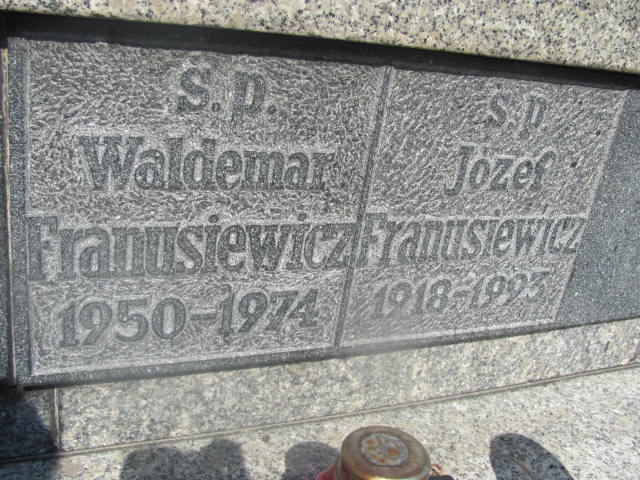 Ś.p.
Waldemar
Franusiewicz
1950-1974
Ś.p
Józef
Franusiewicz
1918-1993